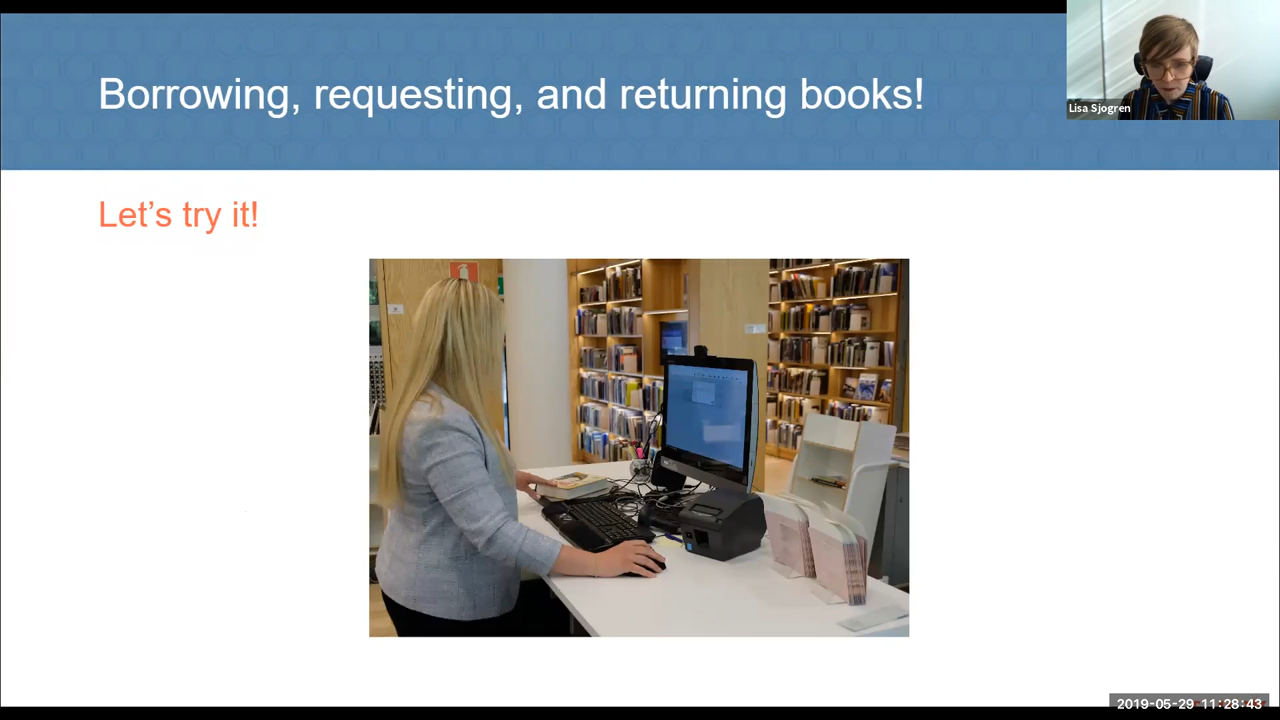 Borrowing, requesting, and returning books!
Lisa Sjogren
Let's try it!
2019-05-29 11:28:43